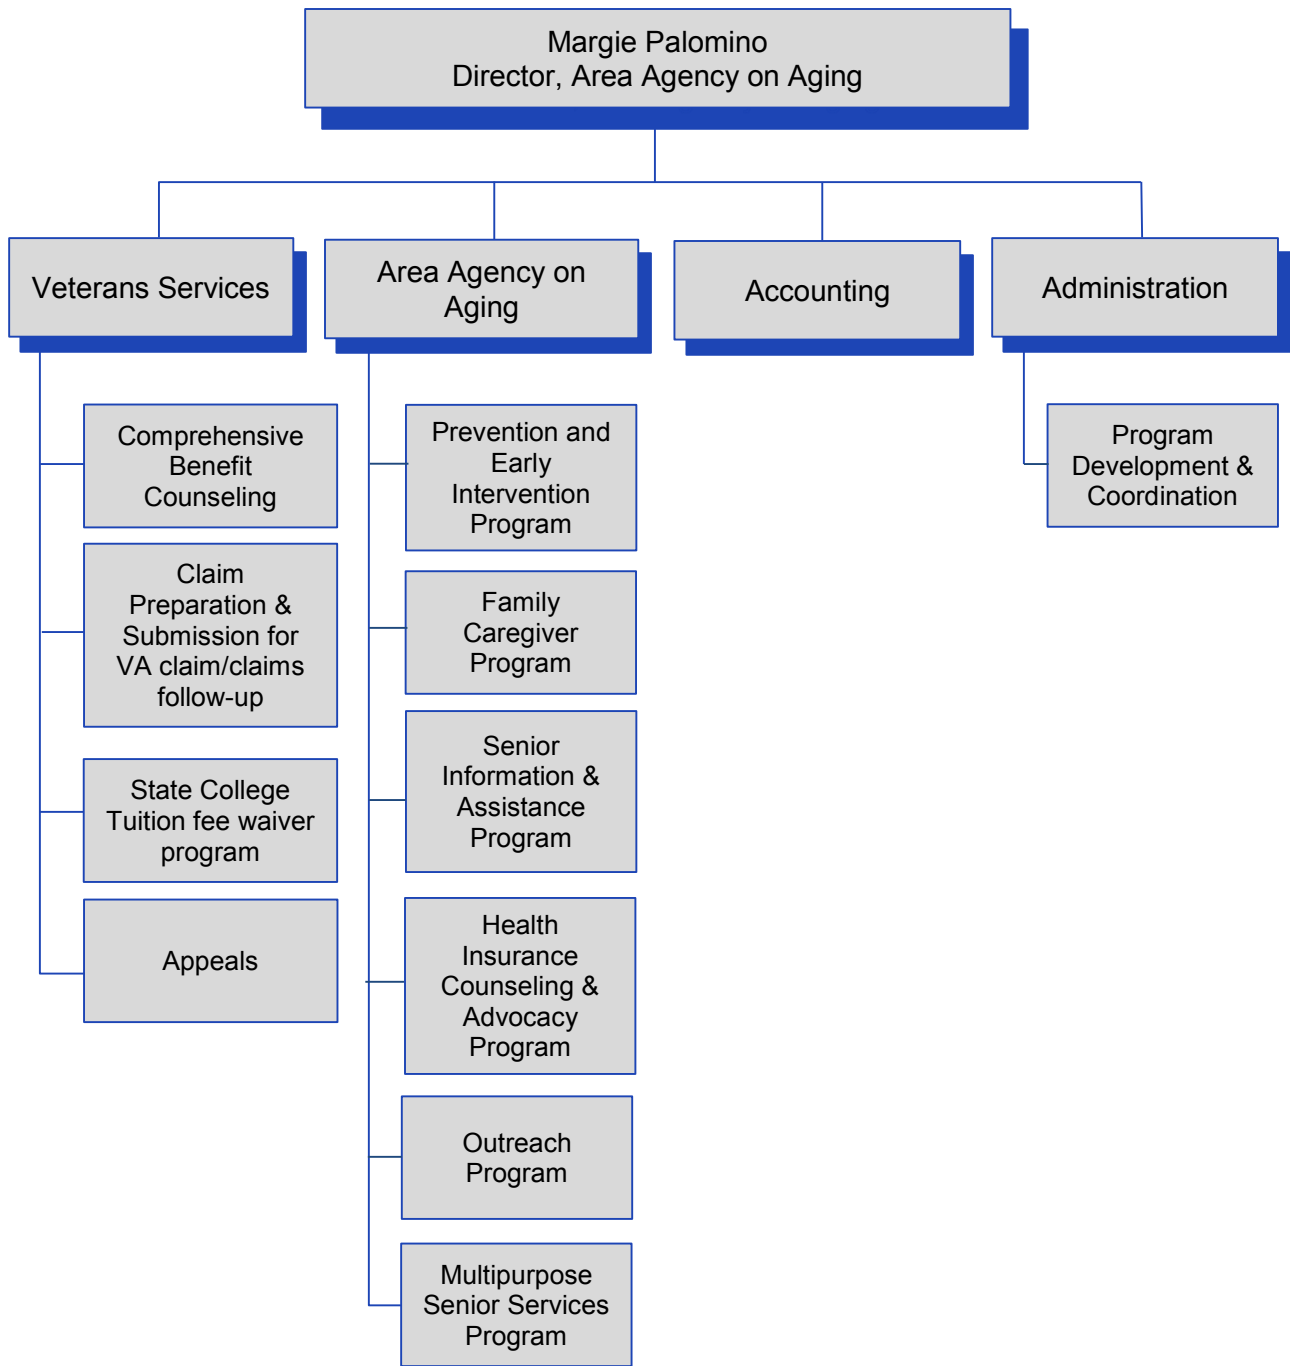 Margie Palomino
Director, Area Agency on Aging
Veterans Services
Area Agency on
Aging
Accounting
Administration
Comprehensive
Benefit
Counseling
Claim
Preparation &
Submission for
VA claim/claims
follow-up
State College
Tuition fee waiver
program
Appeals
Prevention and
Early
Intervention
Program
Family
Caregiver
Program
Senior
Information &
Assistance
Program
Health
Insurance
Counseling &
Advocacy
Program
Outreach
Program
Multipurpose
Senior Services
Program
Program
Development &
Coordination